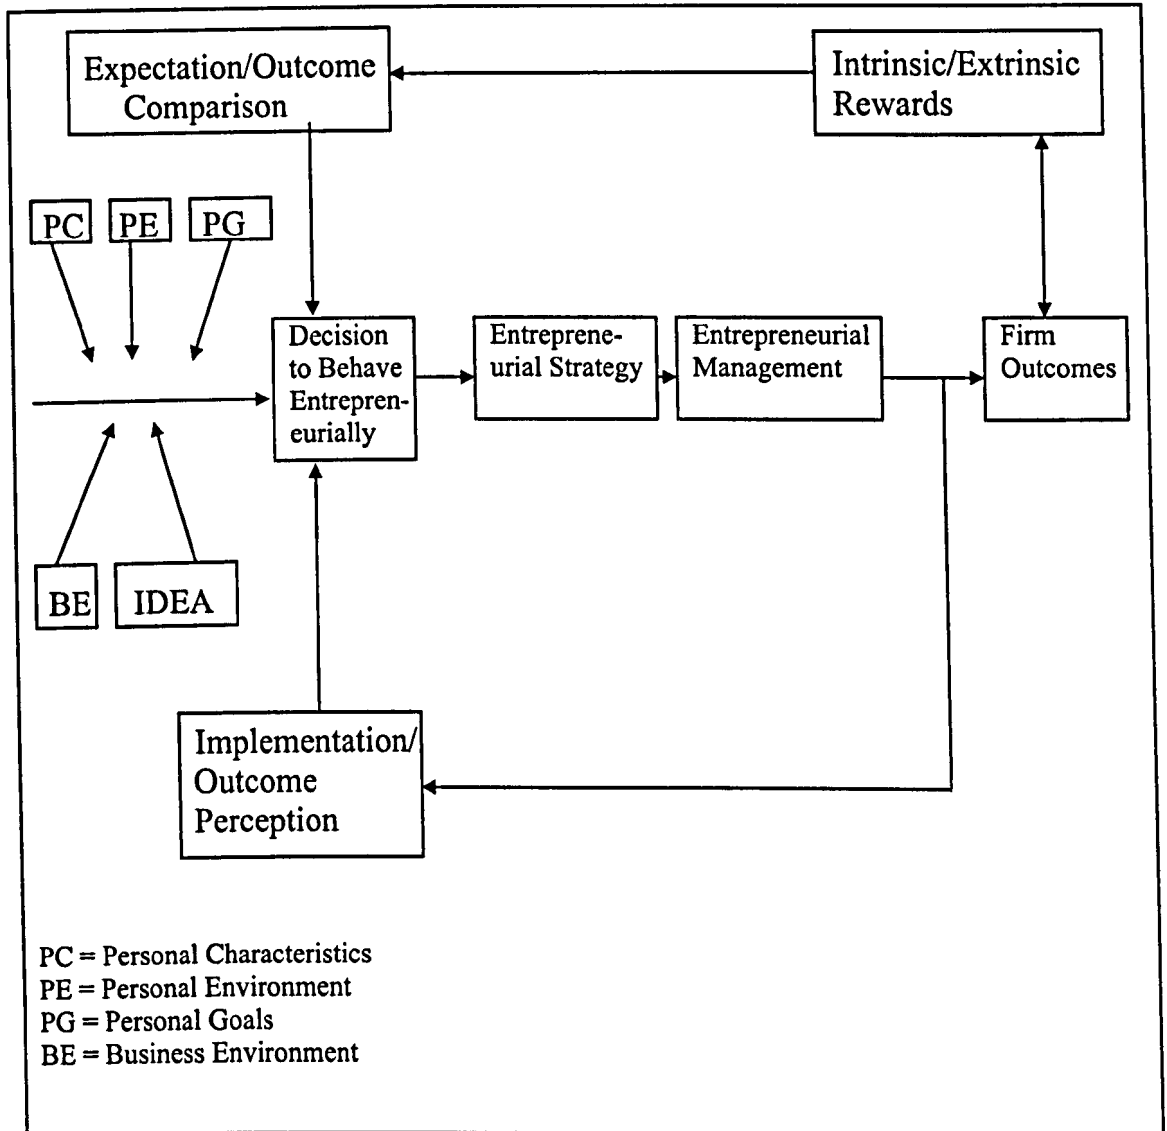 Expectation/Outcome
Comparison
Intrinsic/Extrinsic
Rewards
PC
PE
PG
Decision
to Behave
Entrepren-
eurially
Entreprene-
urial Strategy
Entrepreneurial
Management
Firm
Outcomes
BE
IDEA
Implementation/
Outcome
Perception
PC = Personal Characteristics
PE = Personal Environment
PG = Personal Goals
BE = Business Environment